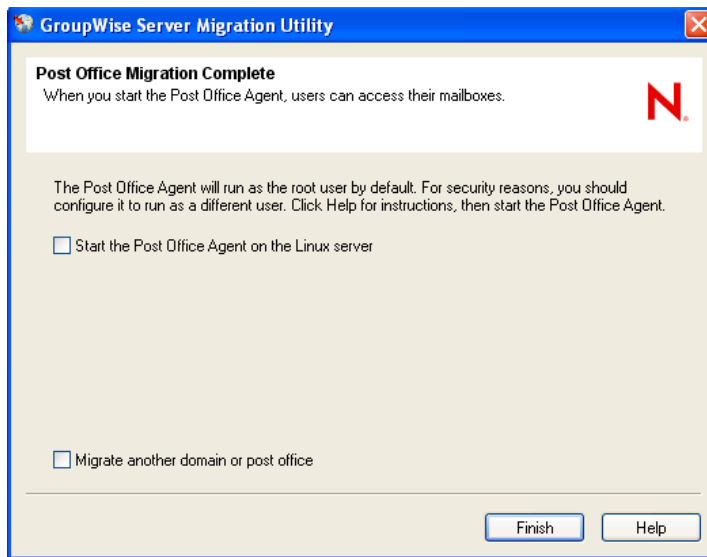 GroupWise Server Migration Utility
Post Office Migration Complete
When you start the Post Office Agent, users can access their mailboxes.
N
The Post Office Agent will run as the root user by default. For security reasons, you should
configure it to run as a different user. Click Help for instructions, then start the Post Office Agent.
Start the Post Office Agent on the Linux server
Migrate another domain or post office
Finish
Help